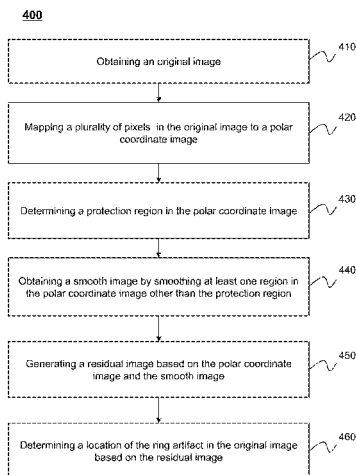 400
410
Obtaining an original image
420
Mapping a plurality of pixels in the original image to a polar
coordinate image
430
Determining a protection region in the polar coordinate image
440
Obtaining a smooth image by smoothing at least one region in
the polar coordinate image other than the protection region
450
Generating a residual image based on the polar coordinate
image and the smooth image
460
Determining a location of the ring artifact in the original image
based on the residual image